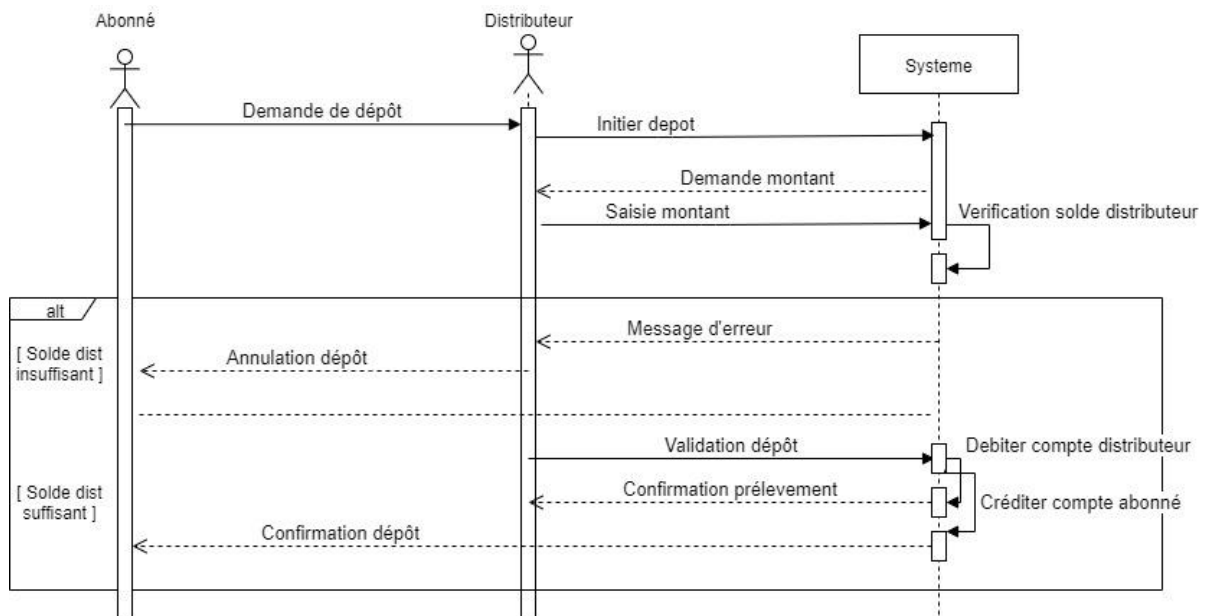 Abonné
Distributeur
Systeme
Demande de dépôt
Initier depot
Demande montant
Saisie montant
Verification solde distributeur
alt
Message d'erreur
[ Solde dist
insuffisant ]
Annulation dépôt
Validation dépôt
Debiter compte distributeur
[ Solde dist
suffisant ]
Confirmation prélevement
Créditer compte abonné
Confirmation dépôt